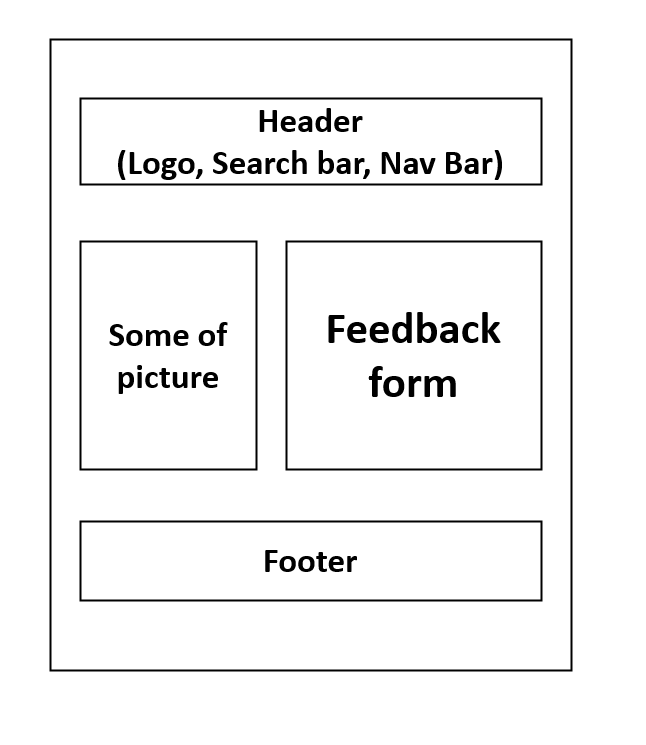 Header
(Logo, Search bar, Nav Bar)
Some of
picture
Feedback
form
Footer